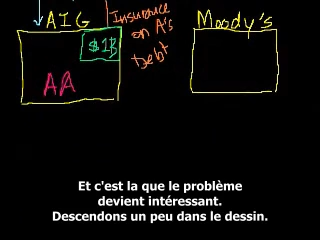 AIG
Insurance
on A's
Debt
Moody's
$1B
AA
Et c'est la que le problème
devient intéressant.
Descendons un peu dans le dessin.